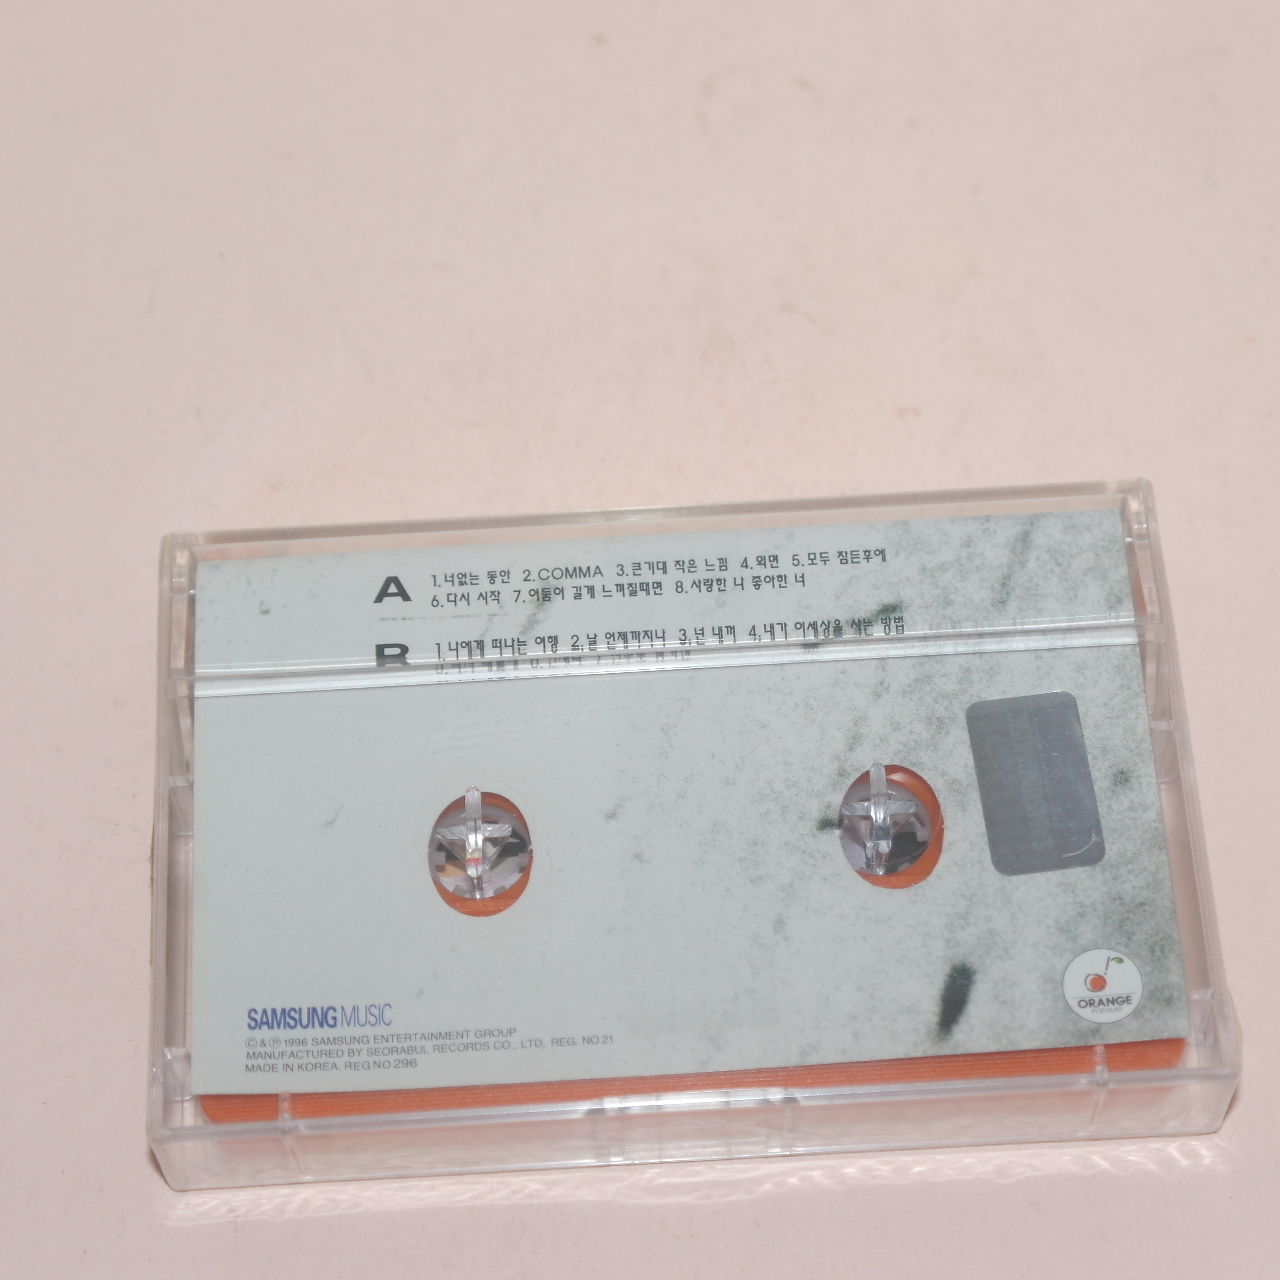 A
1.너없는 동안 2.COMMA 3.큰기대 작은 느낌 4.외면 5.모두 잠든후에
6.다시 시작 7.어둠이 길게 느껴질때면 8.사랑한 나 좋아한 너
B
1.나에게 떠나는 여행 2.날 언제까지나 3.넌 내꺼 4.내가 이세상을 사는 방법
SAMSUNG MUSIC
© & ℗ 1996 SAMSUNG ENTERTAINMENT GROUP
MANUFACTURED BY SEORABUL RECORDS CO., LTD. REG. NO.21
MADE IN KOREA. REG NO 296
ORANGE
POPULAR